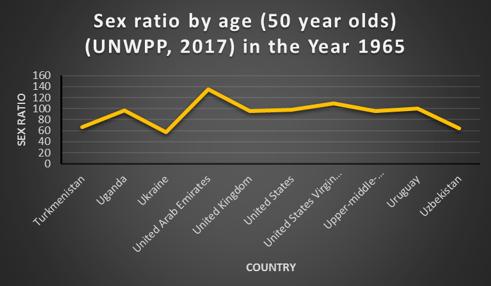 Sex ratio by age (50 year olds)
(UNWPP, 2017) in the Year 1965
160
140
120
100
80
60
40
20
0
SEX RATIO
Turkmenistan
Uganda
Ukraine
United Arab Emirates
United Kingdom
United States
United States Virgin...
Upper-middle-...
Uruguay
Uzbekistan
COUNTRY